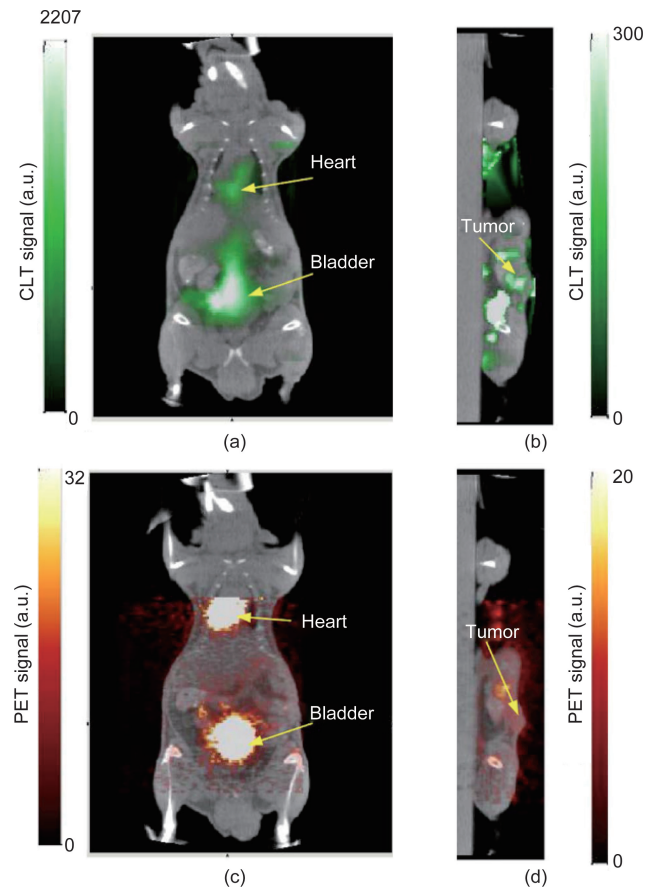 2207
CLT signal (a.u.)
0
Heart
Bladder
(a)
300
CLT signal (a.u.)
0
Tumor
(b)
32
PET signal (a.u.)
0
Heart
Bladder
(c)
20
PET signal (a.u.)
0
Tumor
(d)